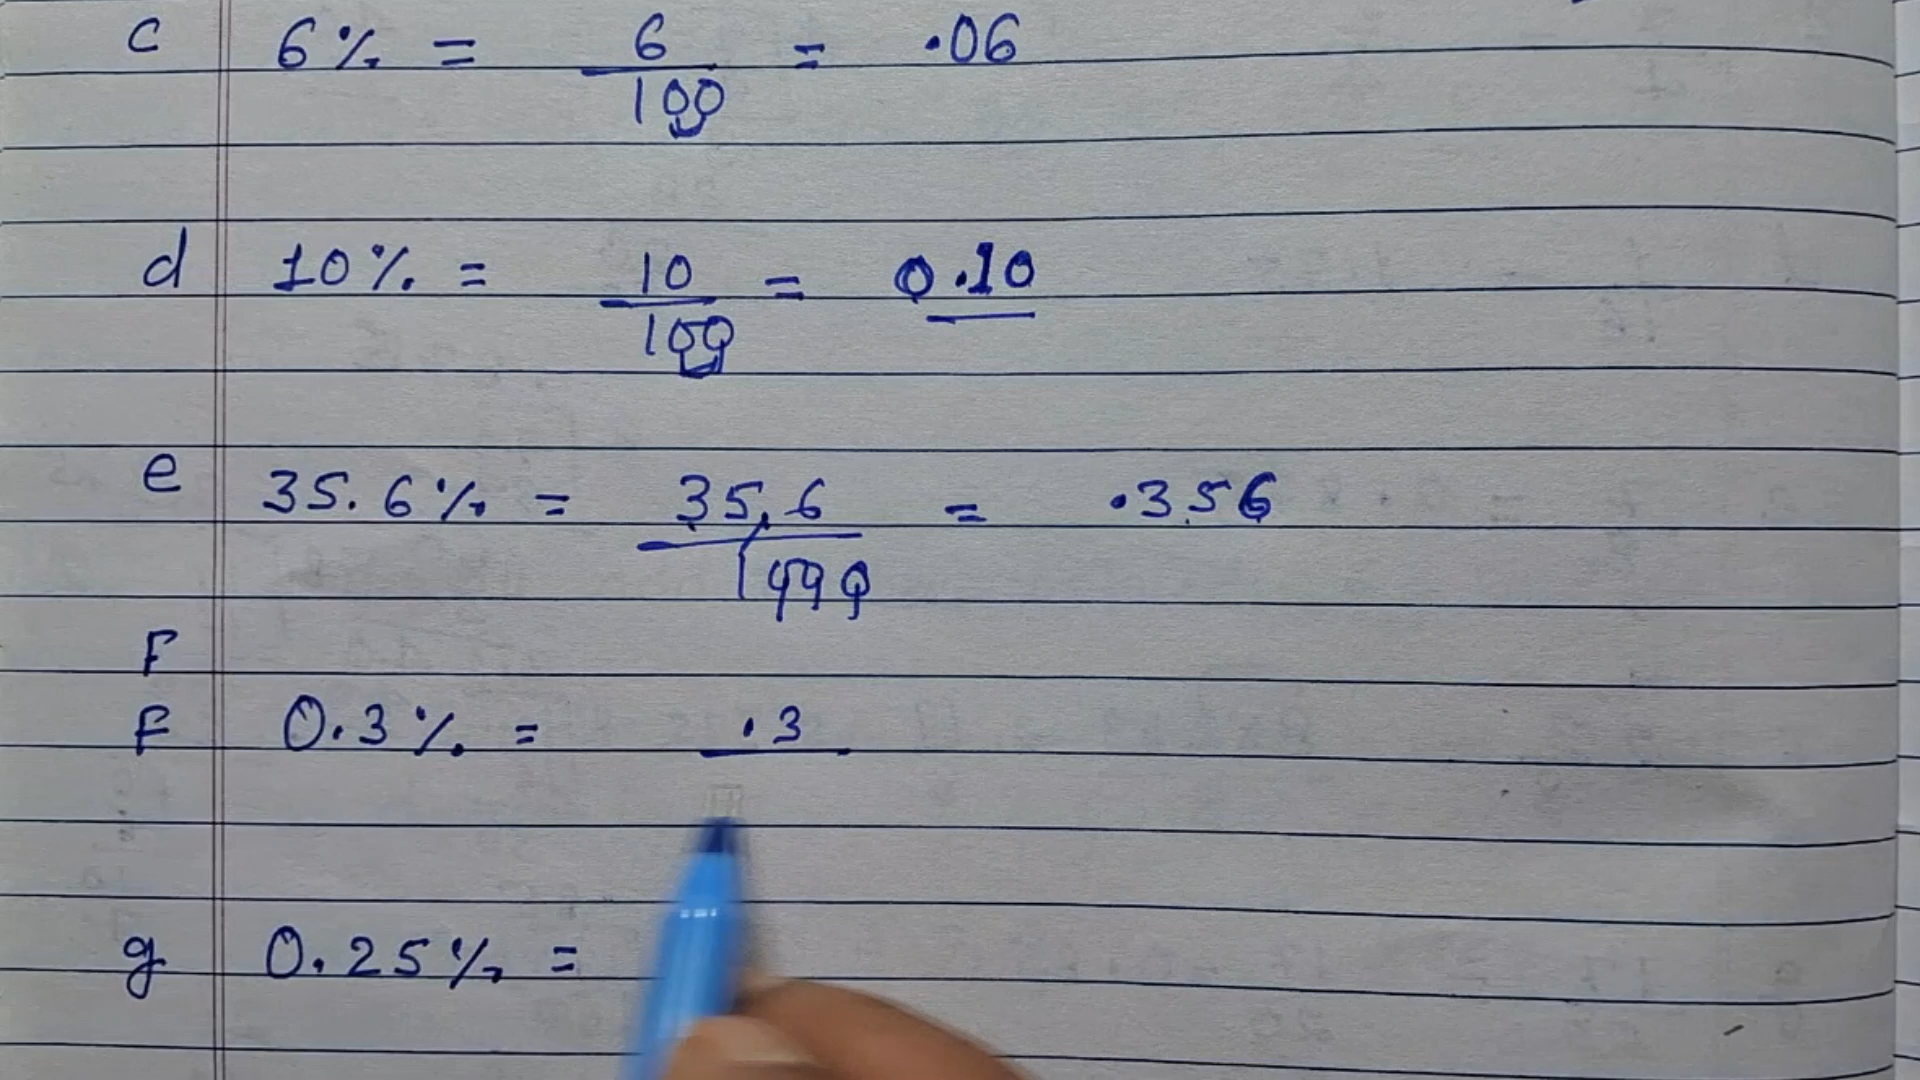 c 6% = 6/100 = .06
d 10% = 10/100 = 0.10
e 35.6% = 35.6/1000 = .356
F
F 0.3% = .3
g 0.25% =